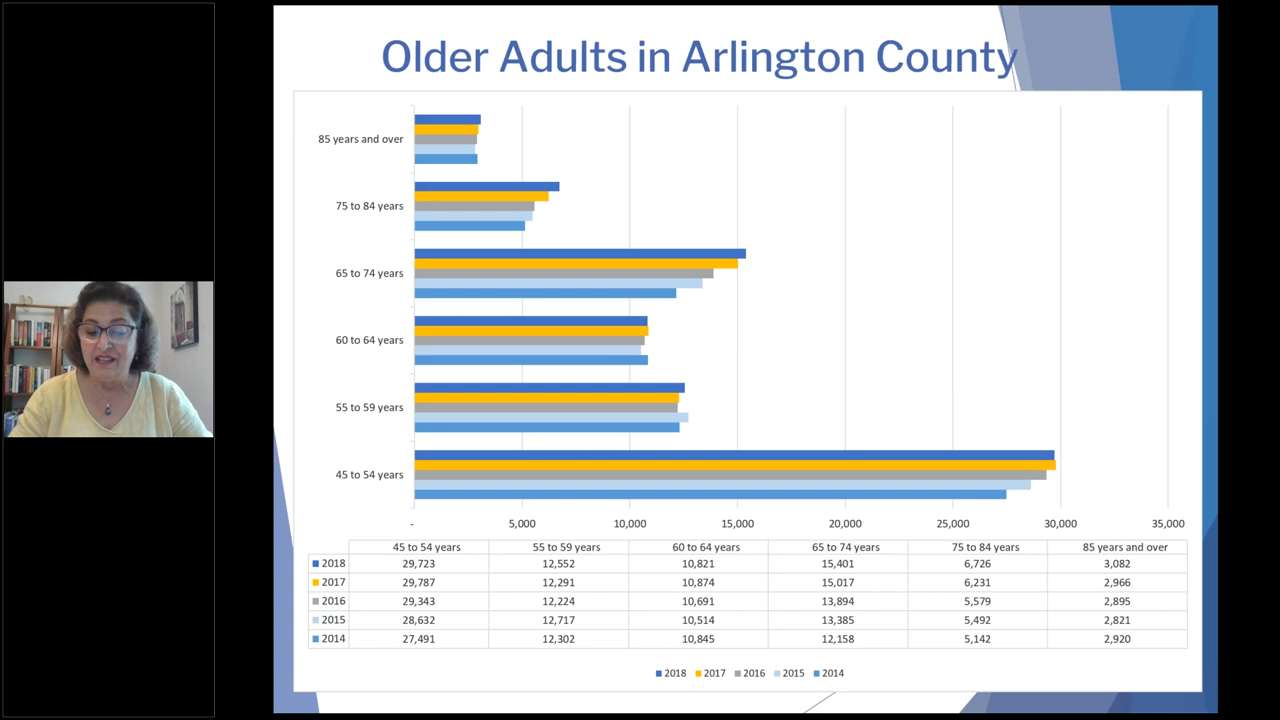 Older Adults in Arlington County
85 years and over
75 to 84 years
65 to 74 years
60 to 64 years
55 to 59 years
45 to 54 years
- 5,000 10,000 15,000 20,000 25,000 30,000 35,000
45 to 54 years 55 to 59 years 60 to 64 years 65 to 74 years 75 to 84 years 85 years and over
2018 29,723 12,552 10,821 15,401 6,726 3,082
2017 29,787 12,291 10,874 15,017 6,231 2,966
2016 29,343 12,224 10,691 13,894 5,579 2,895
2015 28,632 12,717 10,514 13,385 5,492 2,821
2014 27,491 12,302 10,845 12,158 5,142 2,920
2018 2017 2016 2015 2014